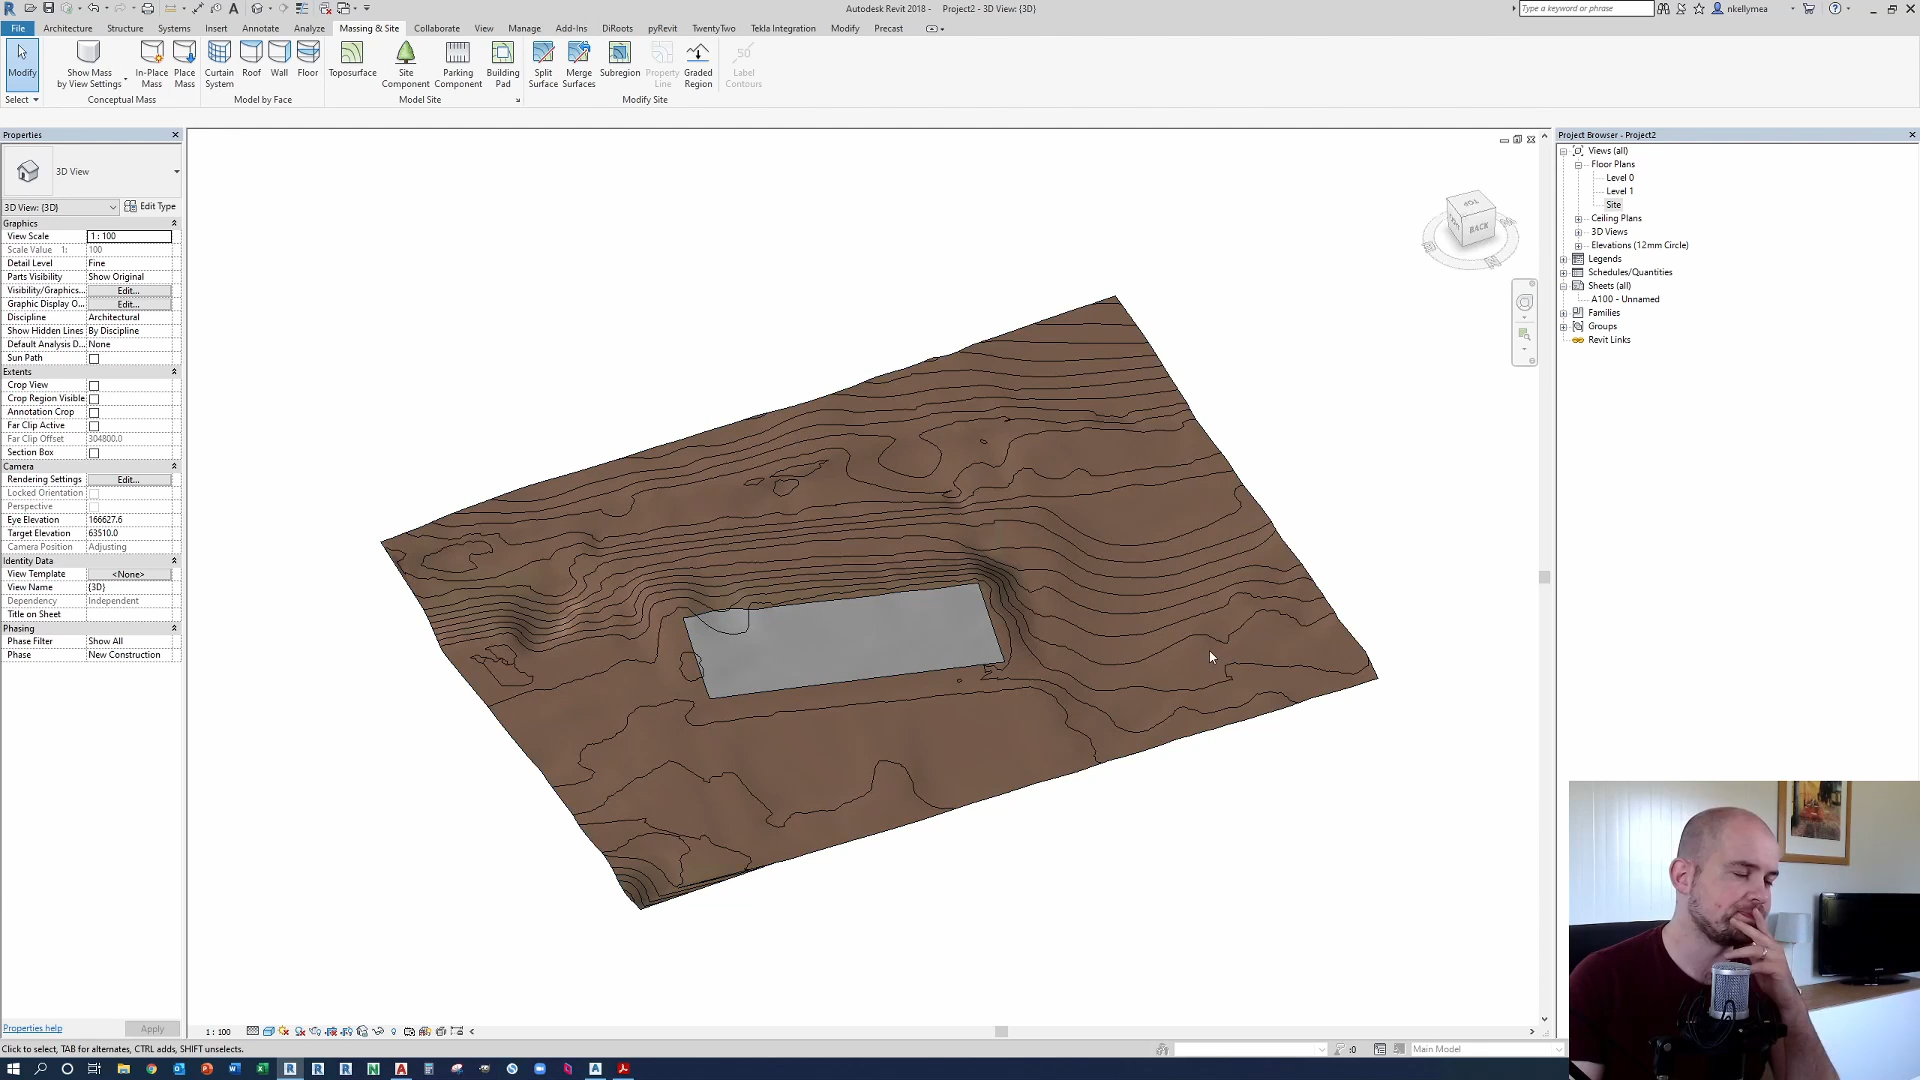 Autodesk Revit 2018 - Project2 - 3D View: {3D}
Type a keyword or phrase
nkellymea
File Architecture Structure Systems Insert Annotate Analyze Massing & Site Collaborate View Manage Add-Ins DiRoots pyRevit TwentyTwo Tekla Integration Modify Precast
Modify
Show Mass by View Settings
In-Place Mass
Place Mass
Curtain System
Roof
Wall
Floor
Toposurface
Site Component
Parking Component
Building Pad
Split Surface
Merge Surfaces
Subregion
Property Line
Graded Region
Label Contours
Select
Conceptual Mass
Model by Face
Model Site
Modify Site
Properties
3D View
3D View: {3D}
Edit Type
Graphics
View Scale 1 : 100
Scale Value 1: 100
Detail Level Fine
Parts Visibility Show Original
Visibility/Graphics... Edit...
Graphic Display O... Edit...
Discipline Architectural
Show Hidden Lines By Discipline
Default Analysis D... None
Sun Path
Extents
Crop View
Crop Region Visible
Annotation Crop
Far Clip Active
Far Clip Offset 304800.0
Section Box
Camera
Rendering Settings Edit...
Locked Orientation
Perspective
Eye Elevation 166627.6
Target Elevation 63510.0
Camera Position Adjusting
Identity Data
View Template <None>
View Name {3D}
Dependency Independent
Title on Sheet
Phasing
Phase Filter Show All
Phase New Construction
Properties help
Apply
TOP
BACK
Project Browser - Project2
Views (all)
Floor Plans
Level 0
Level 1
Site
Ceiling Plans
3D Views
Elevations (12mm Circle)
Legends
Schedules/Quantities
Sheets (all)
A100 - Unnamed
Families
Groups
Revit Links
1 : 100
Click to select, TAB for alternates, CTRL adds, SHIFT unselects.
:0
Main Model